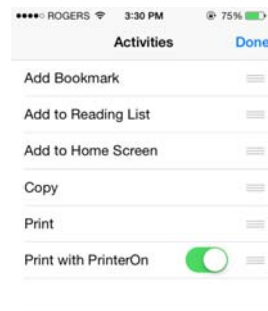 ROGERS 3:30 PM 75%
Activities Done
Add Bookmark
Add to Reading List
Add to Home Screen
Copy
Print
Print with PrinterOn